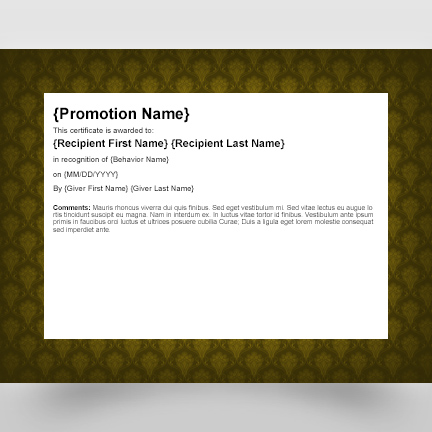 {Promotion Name}
This certificate is awarded to:
{Recipient First Name} {Recipient Last Name}
in recognition of {Behavior Name}
on {MM/DD/YYYY}
By {Giver First Name} {Giver Last Name}
Comments: Mauris rhoncus viverra dui quis finibus. Sed eget vestibulum mi. Sed vitae lectus eu augue lo
rtis tincidunt suscipit eu magna. Nam in interdum ex. In luctus vitae tortor id finibus. Vestibulum ante ipsum
primis in faucibus orci luctus et ultrices posuere cubilia Curae; Duis a ligula eget lorem molestie consequat
sed imperdiet ante.